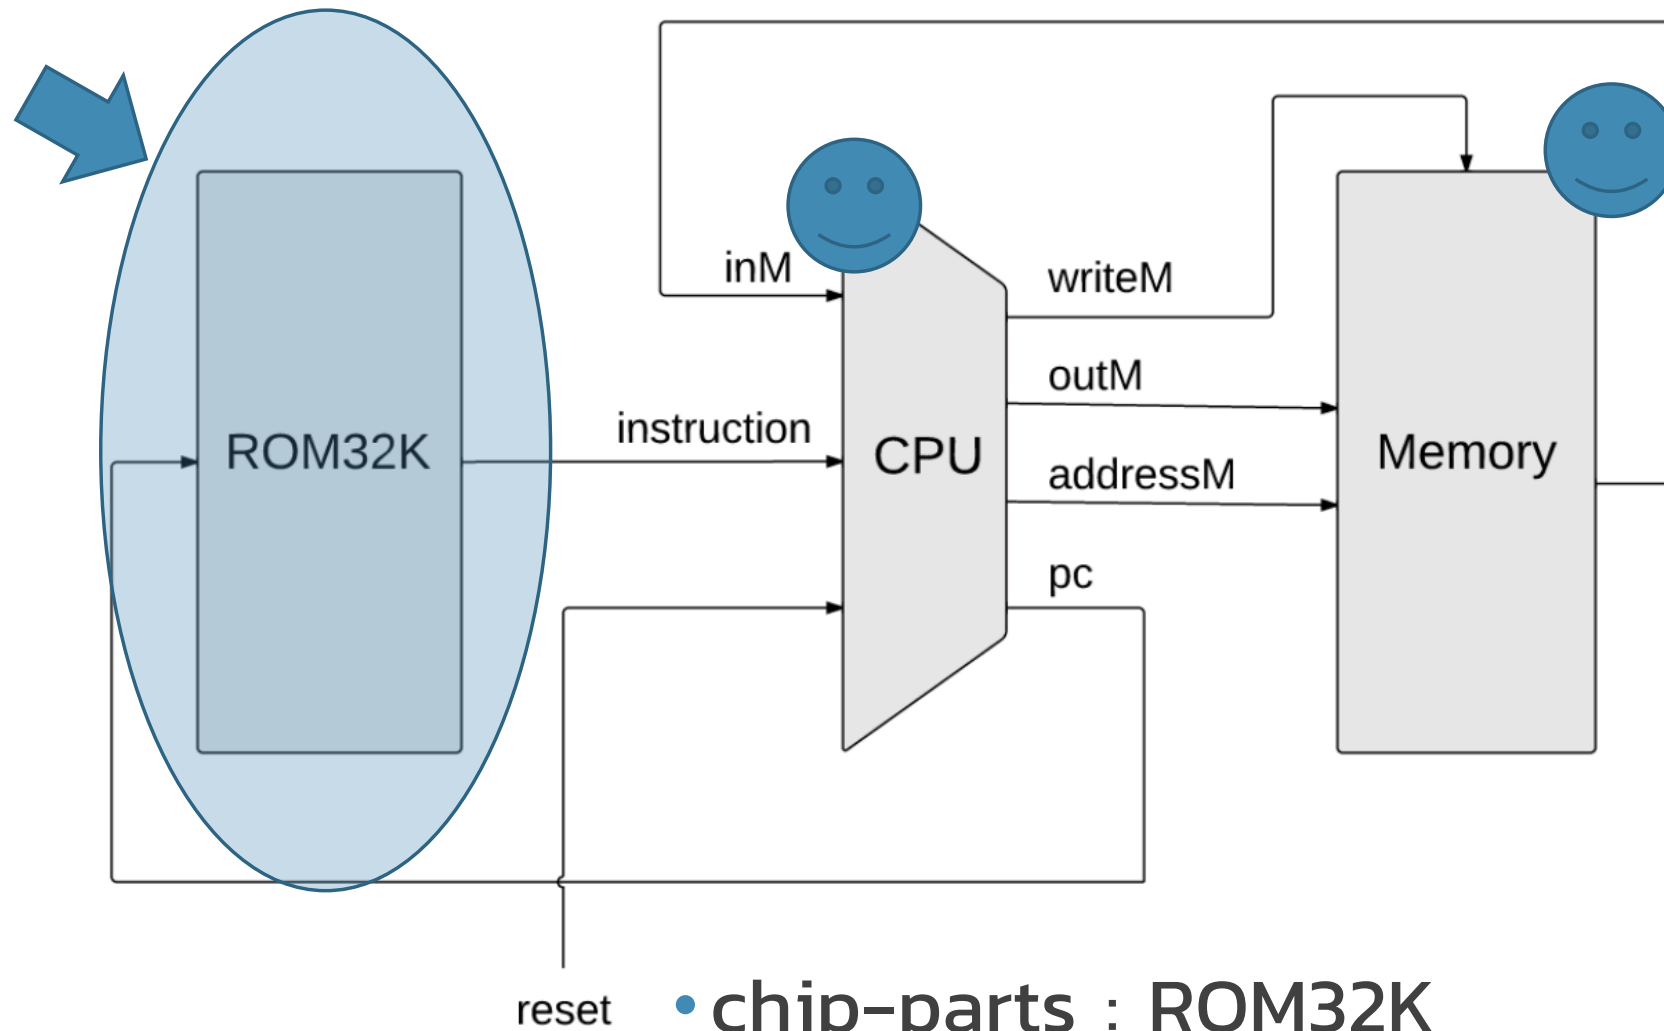 inM
writeM
outM
instruction
ROM32K
CPU
Memory
addressM
pc
reset
• chip-parts : ROM32K